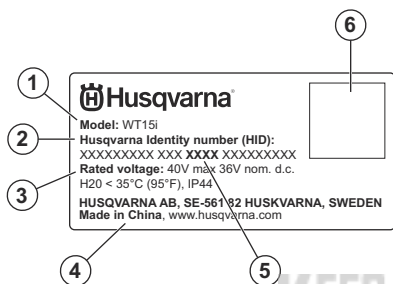 6
1
Husqvarna
Model: WT15i
2
Husqvarna Identity number (HID):
XXXXXXXXX XXX XXXX XXXXXXXXX
Rated voltage: 40V max 36V nom. d.c.
3
H20 < 35°C (95°F), IP44
HUSQVARNA AB, SE-561 82 HUSKVARNA, SWEDEN
Made in China, www.husqvarna.com
4
5